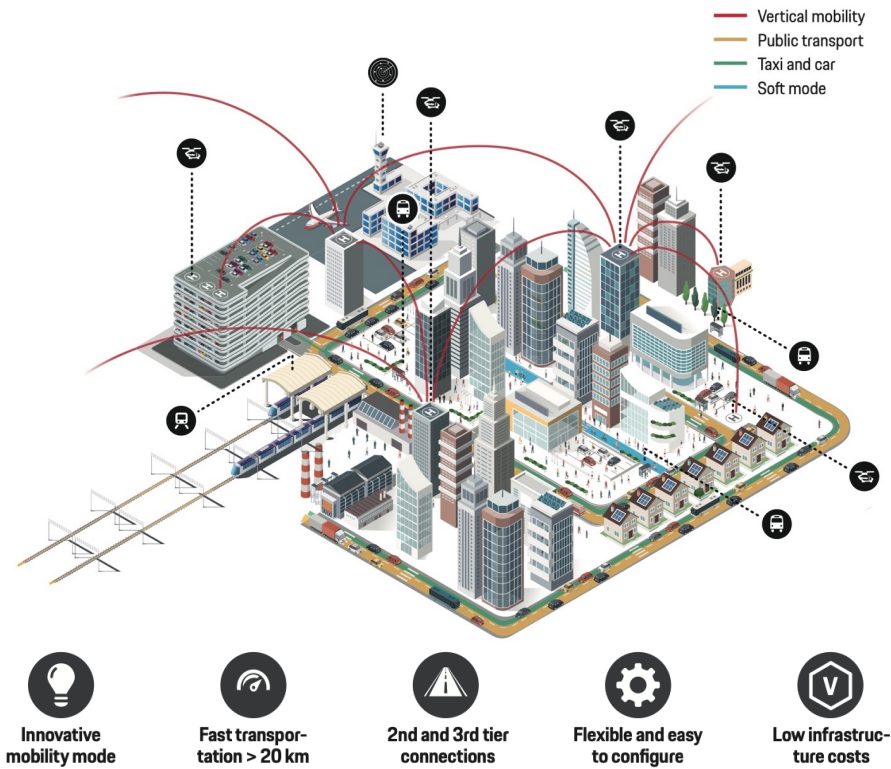 Vertical mobility
Public transport
Taxi and car
Soft mode
H
H
H
H
H
H
H
H
Innovative
mobility mode
Fast transpor-
tation > 20 km
2nd and 3rd tier
connections
Flexible and easy
to configure
V
Low infrastruc-
ture costs